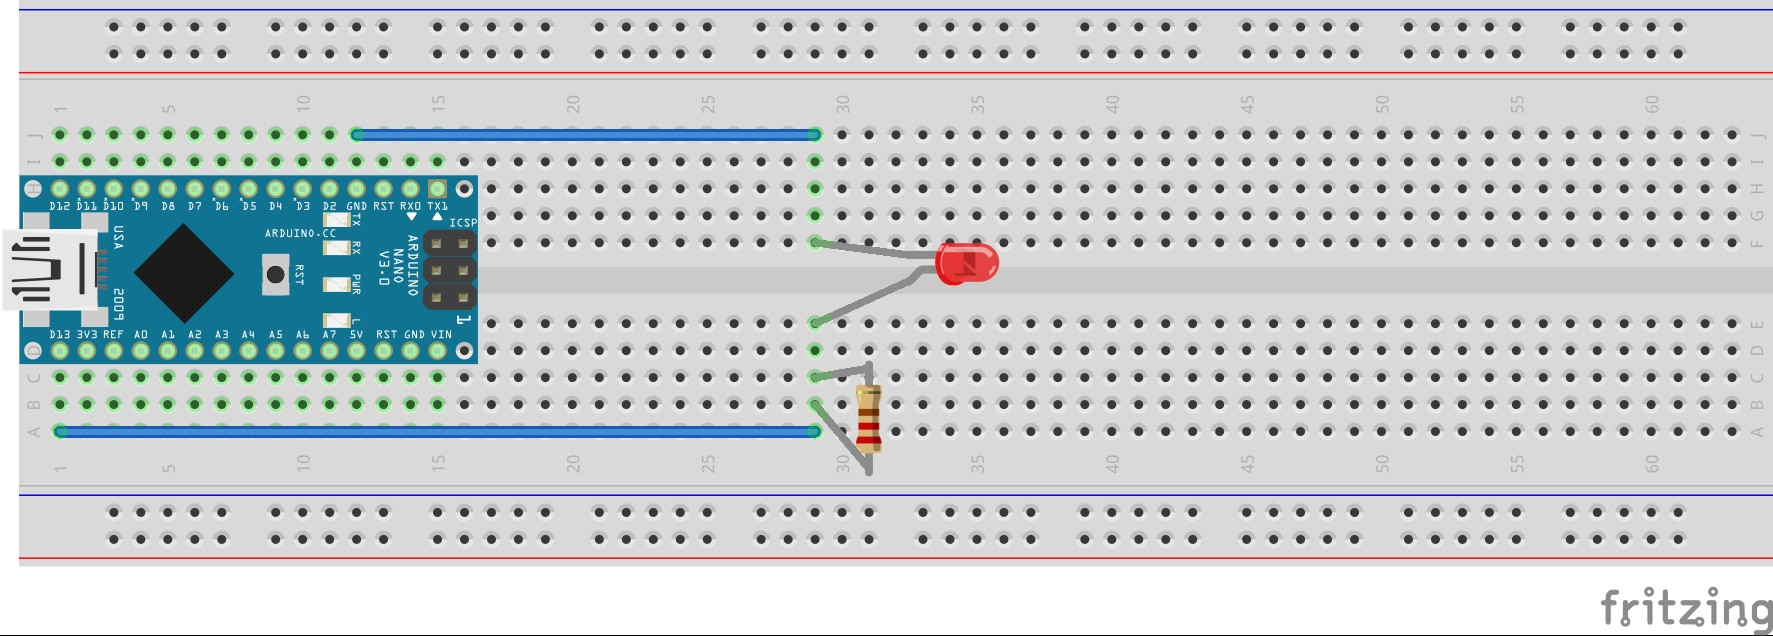 1 5 10 15 20 25 30 35 40 45 50 55 60
J J
I I
H H
D12 D11 D10 D9 D8 D7 D6 D5 D4 D3 D2 GND RST RX0 TX1
G G
TX
ICSP
USA
ARDUINO.CC
F F
RX
ARDUINO
NANO
V3.0
RST
PWR
2009
L
1
E E
D13 3V3 REF A0 A1 A2 A3 A4 A5 A6 A7 5V RST GND VIN
D D
C C
B B
A A
1 5 10 15 20 25 30 35 40 45 50 55 60
fritzing